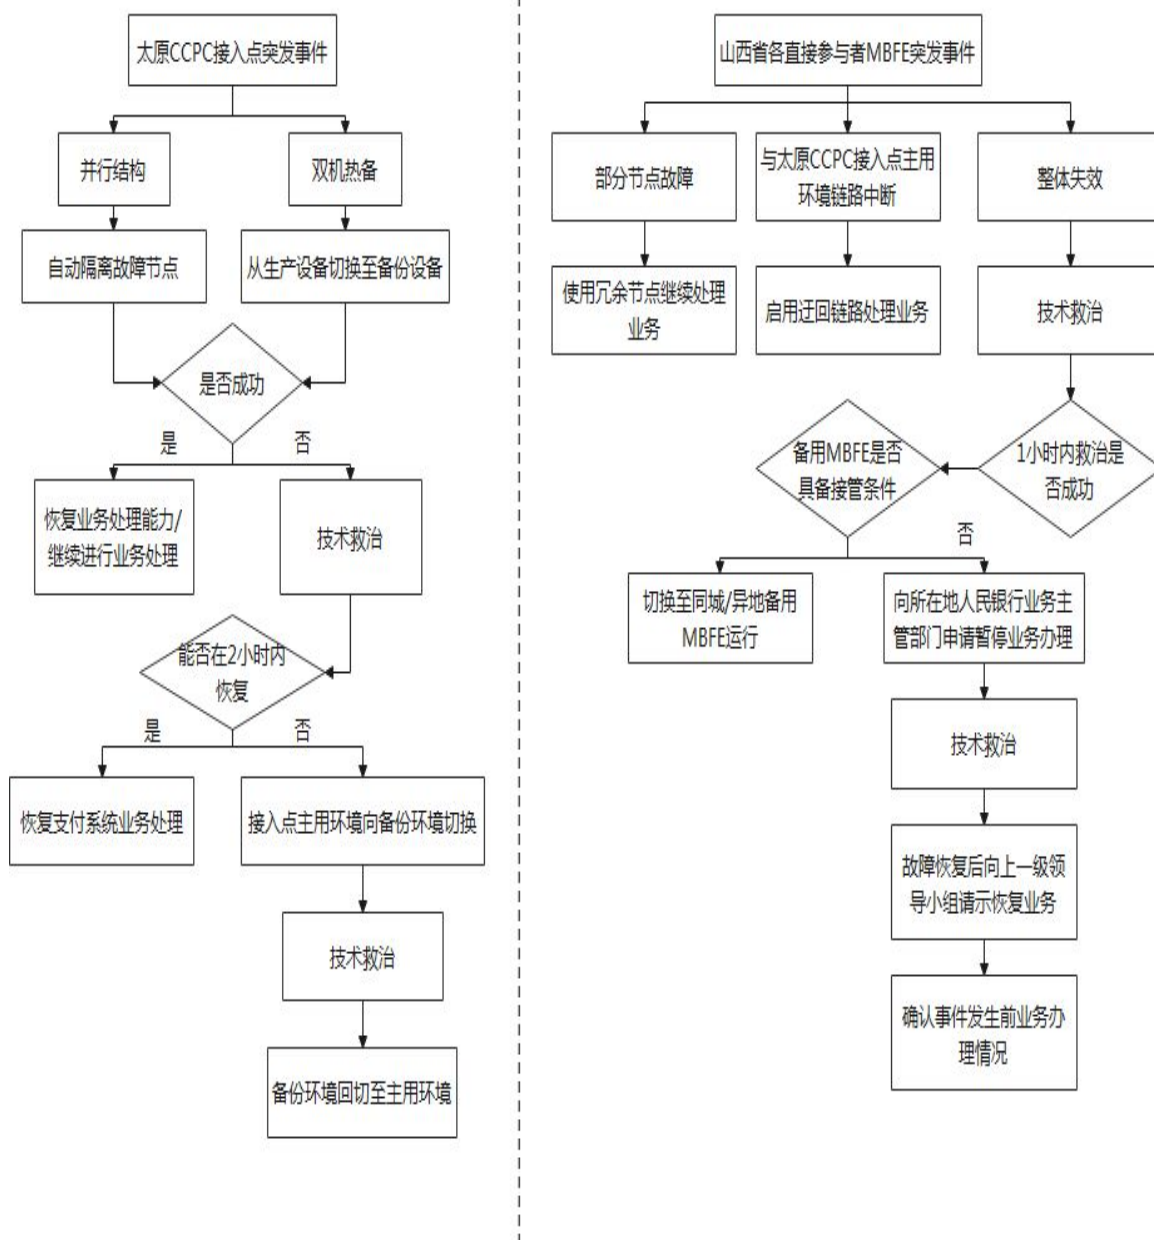 太原CCPC接入点突发事件
并行结构
双机热备
自动隔离故障节点
从生产设备切换至备份设备
是否成功
是
否
恢复业务处理能力/
继续进行业务处理
技术救治
能否在2小时内
恢复
是
否
恢复支付系统业务处理
接入点主用环境向备份环境切换
技术救治
备份环境回切至主用环境
山西省各直接参与者MBFE突发事件
部分节点故障
与太原CCPC接入点主用
环境链路中断
整体失效
使用冗余节点继续处理
业务
启用迂回链路处理业务
技术救治
1小时内救治是
否成功
备用MBFE是否
具备接管条件
否
切换至同城/异地备用
MBFE运行
向所在地人民银行业务主
管部门申请暂停业务办理
技术救治
故障恢复后向上一级领
导小组请示恢复业务
确认事件发生前业务办
理情况